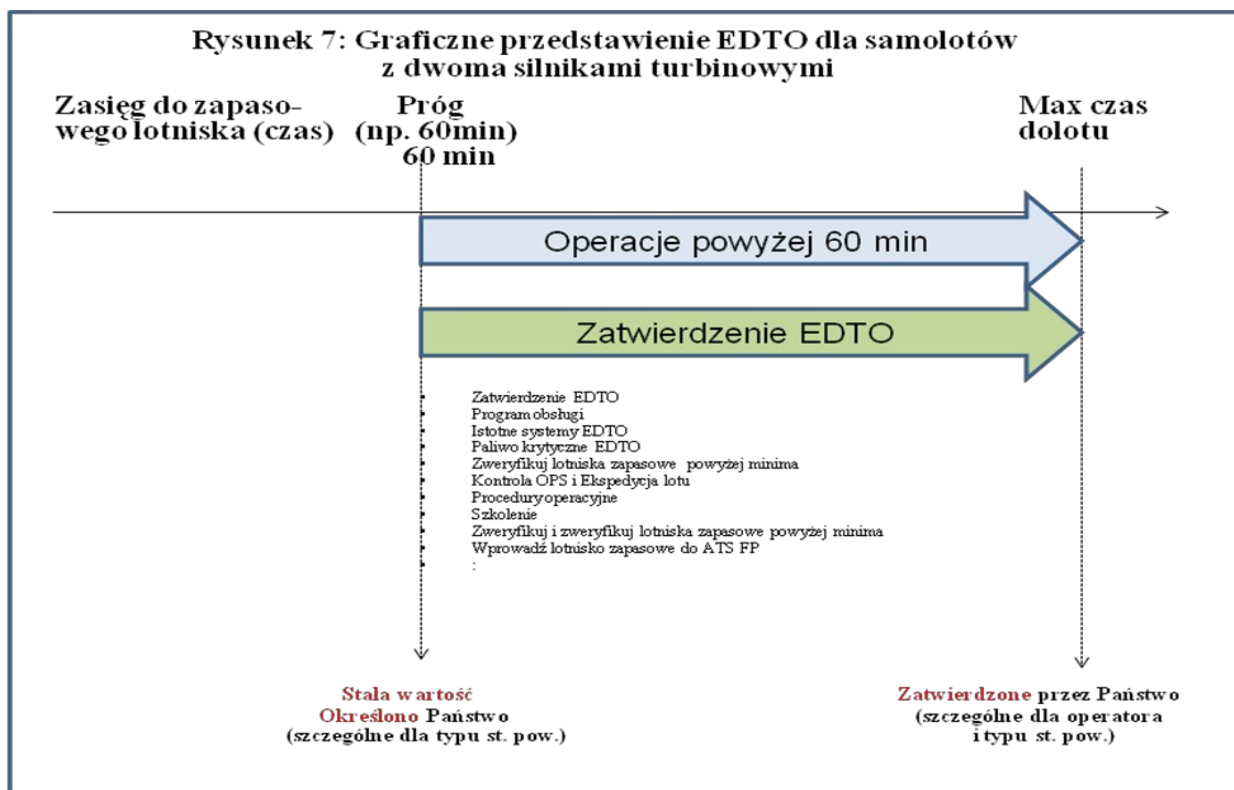 Rysunek 7: Graficzne przedstawienie EDTO dla samolotów
z dwoma silnikami turbinowymi
Zasięg do zapaso-
wego lotniska (czas)
Próg
(np. 60min)
60 min
Max czas
dolotu
Operacje powyżej 60 min
Zatwierdzenie EDTO
Zatwierdzenie EDTO
Program obsługi
Istotne systemy EDTO
Paliwo krytyczne EDTO
Zweryfikuj lotniska zapasowe powyżej minima
Kontrola OPS i Ekspedycja lotu
Procedury operacyjne
Szkolenie
Zweryfikuj i zweryfikuj lotniska zapasowe powyżej minima
Wprowadź lotnisko zapasowe do ATS FP
:
Stala wartość
Określono Państwo
(szczególne dla typu st. pow.)
Zatwierdzone przez Państwo
(szczególne dla operatora
i typu st. pow.)